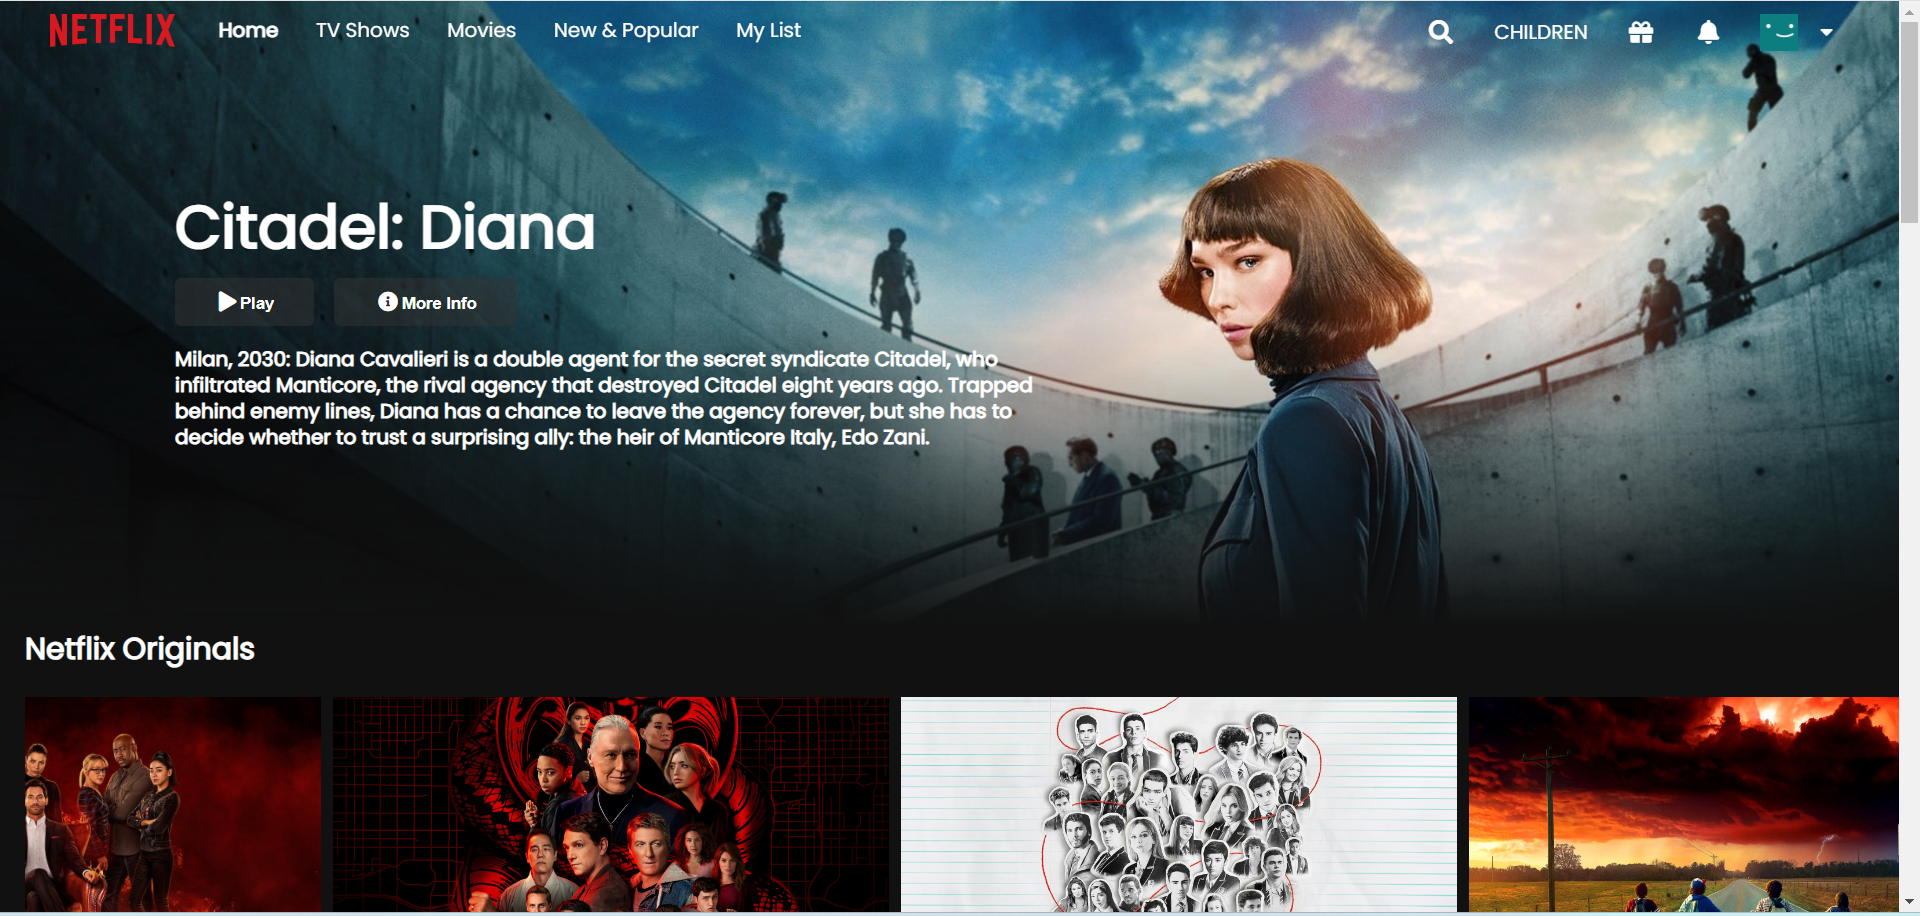 NETFLIX
Home
TV Shows
Movies
New & Popular
My List
CHILDREN
Citadel: Diana
Play
More Info
Milan, 2030: Diana Cavalieri is a double agent for the secret syndicate Citadel, who
infiltrated Manticore, the rival agency that destroyed Citadel eight years ago. Trapped
behind enemy lines, Diana has a chance to leave the agency forever, but she has to
decide whether to trust a surprising ally: the heir of Manticore Italy, Edo Zani.
Netflix Originals